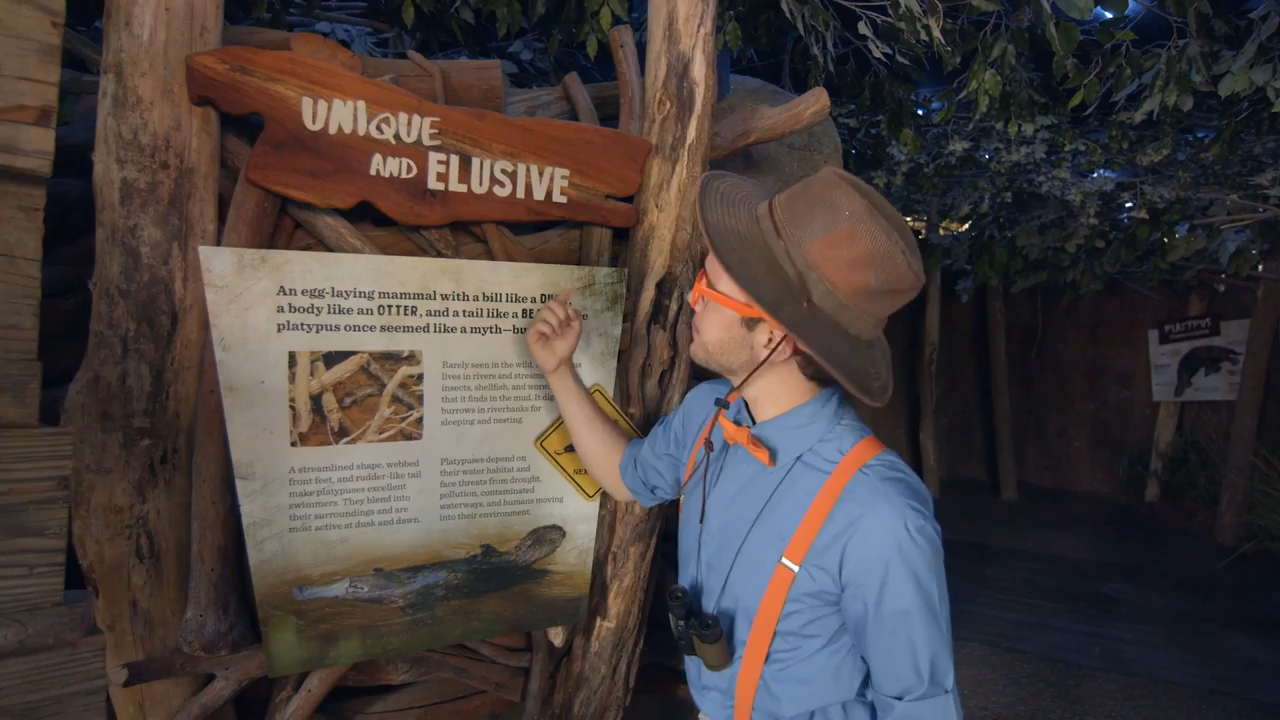 UNIQUE
AND ELUSIVE
An egg-laying mammal with a bill like a
a body like an OTTER, and a tail like a
platypus once seemed like a myth—
Rarely seen in the wild,
lives in rivers and streams
insects, shellfish, and
that it finds in the mud. It
burrows in riverbanks for
sleeping and nesting.
A streamlined shape, webbed
front feet, and rudder-like tail
make platypuses excellent
swimmers. They blend into
their surroundings and are
most active at dusk and dawn.
Platypuses depend on
their water habitat and
face threats from drought,
pollution, contaminated
waterways, and humans moving
into their environment.
PLATYPUS